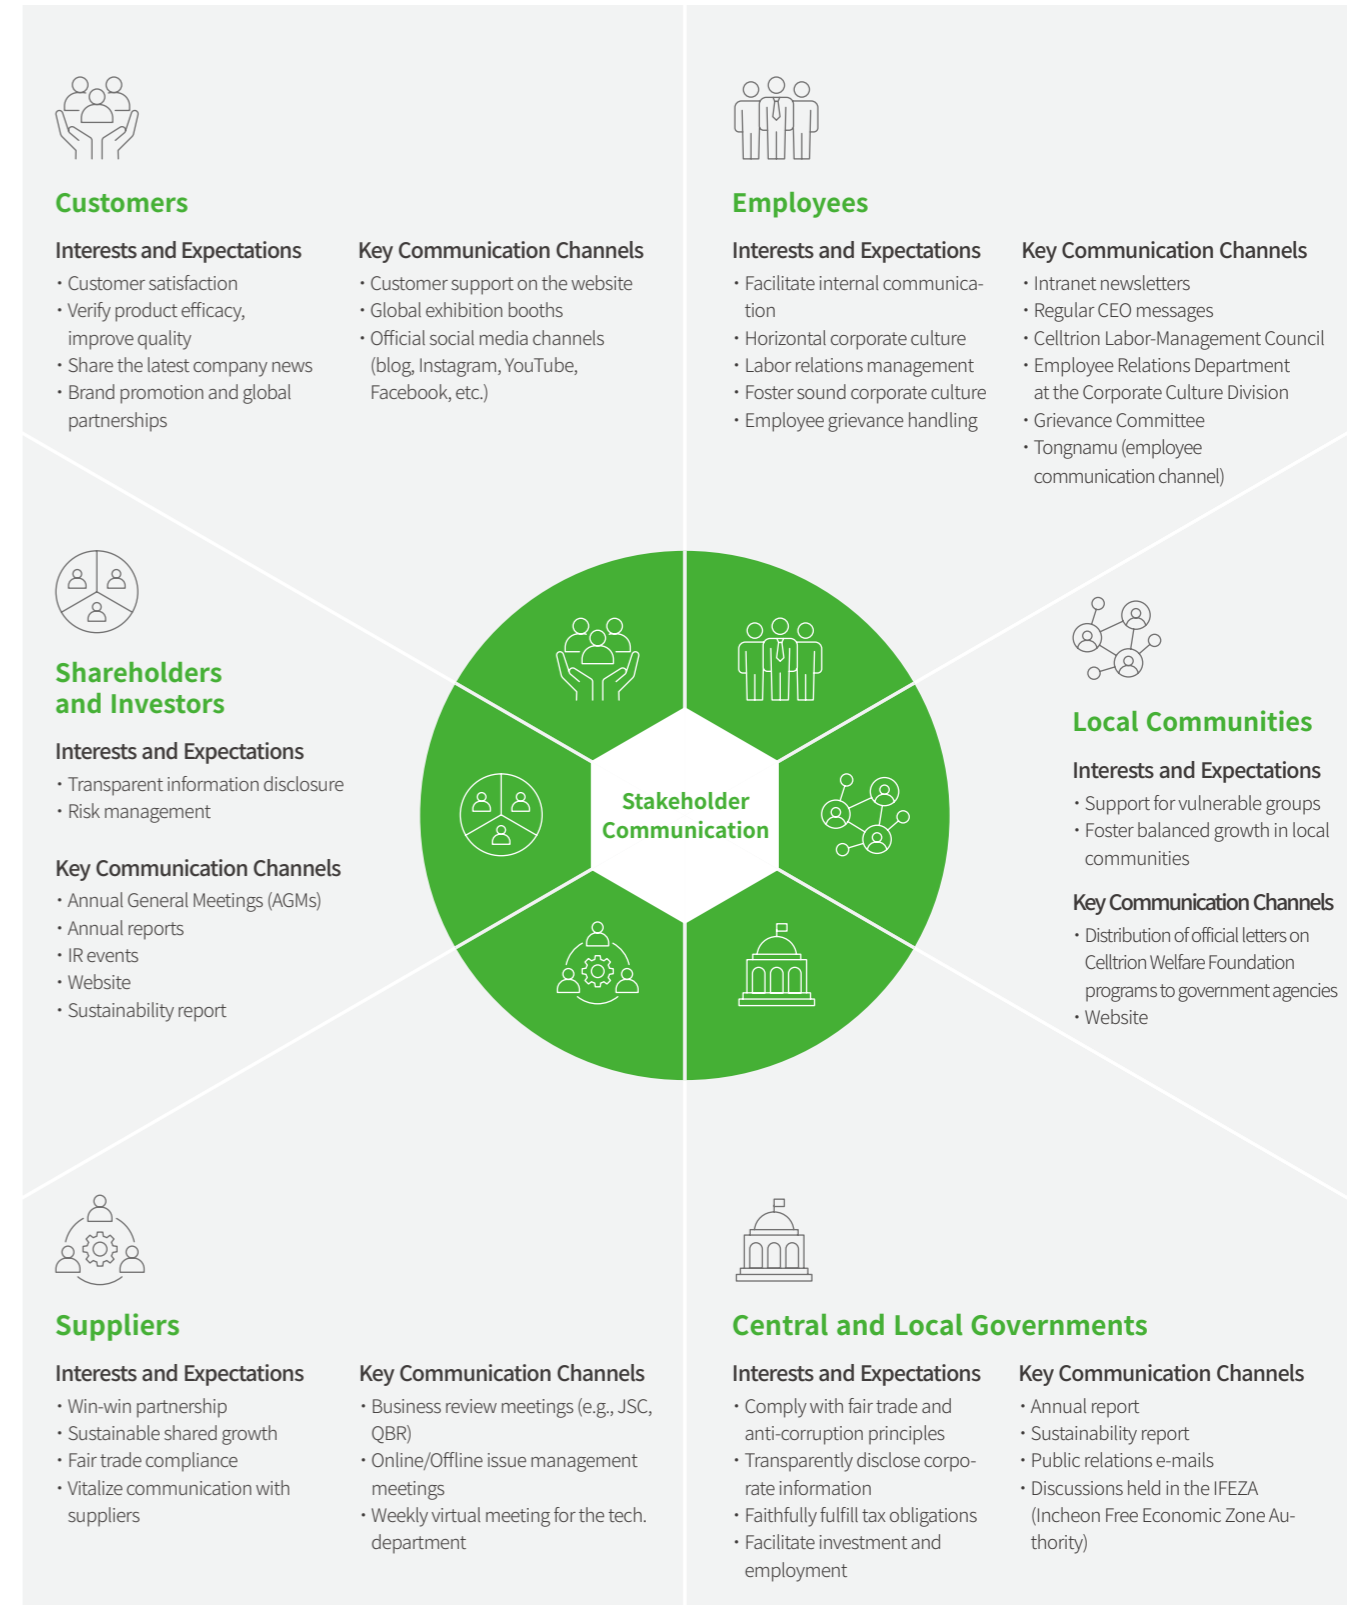 Customers
Interests and Expectations
・Customer satisfaction
・Verify product efficacy,
improve quality
・Share the latest company news
・Brand promotion and global
partnerships
Key Communication Channels
・Customer support on the website
・Global exhibition booths
・Official social media channels
(blog, Instagram, YouTube,
Facebook, etc.)
Employees
Interests and Expectations
・Facilitate internal communica-
tion
・Horizontal corporate culture
・Labor relations management
・Foster sound corporate culture
・Employee grievance handling
Key Communication Channels
・Intranet newsletters
・Regular CEO messages
・Celltrion Labor-Management Council
・Employee Relations Department
at the Corporate Culture Division
・Grievance Committee
・Tongnamu (employee
communication channel)
Shareholders
and Investors
Interests and Expectations
・Transparent information disclosure
・Risk management
Key Communication Channels
・Annual General Meetings (AGMs)
・Annual reports
・IR events
・Website
・Sustainability report
Stakeholder
Communication
Local Communities
Interests and Expectations
・Support for vulnerable groups
・Foster balanced growth in local
communities
Key Communication Channels
・Distribution of official letters on
Celltrion Welfare Foundation
programs to government agencies
・Website
Suppliers
Interests and Expectations
・Win-win partnership
・Sustainable shared growth
・Fair trade compliance
・Vitalize communication with
suppliers
Key Communication Channels
・Business review meetings (e.g., JSC,
QBR)
・Online/Offline issue management
meetings
・Weekly virtual meeting for the tech.
department
Central and Local Governments
Interests and Expectations
・Comply with fair trade and
anti-corruption principles
・Transparently disclose corpo-
rate information
・Faithfully fulfill tax obligations
・Facilitate investment and
employment
Key Communication Channels
・Annual report
・Sustainability report
・Public relations e-mails
・Discussions held in the IFEZA
(Incheon Free Economic Zone Au-
thority)